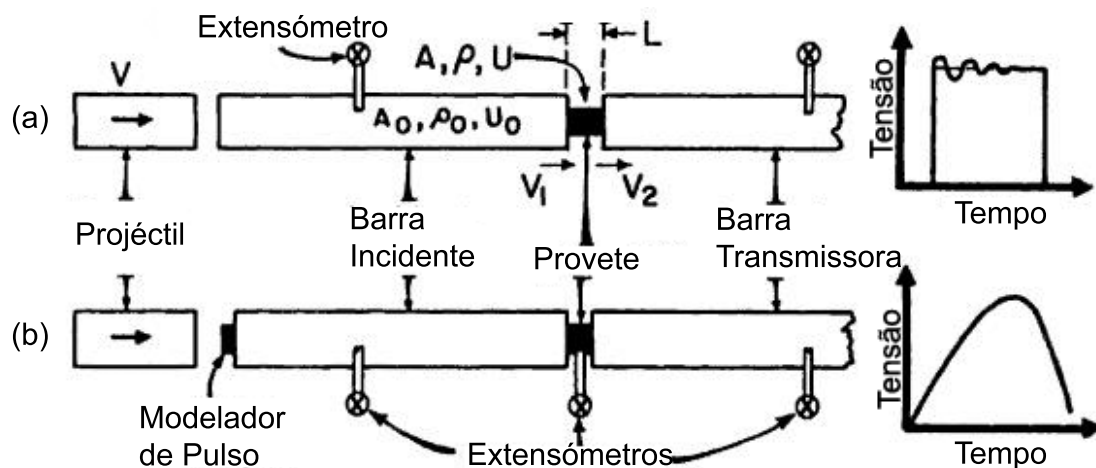 Extensómetro
L
A, ρ, U
V
(a)
A₀, ρ₀, U₀
V₁
V₂
Tensão
Tempo
Projéctil
Barra
Incidente
Provete
Barra
Transmissora
(b)
Modelador
de Pulso
Extensómetros
Tensão
Tempo